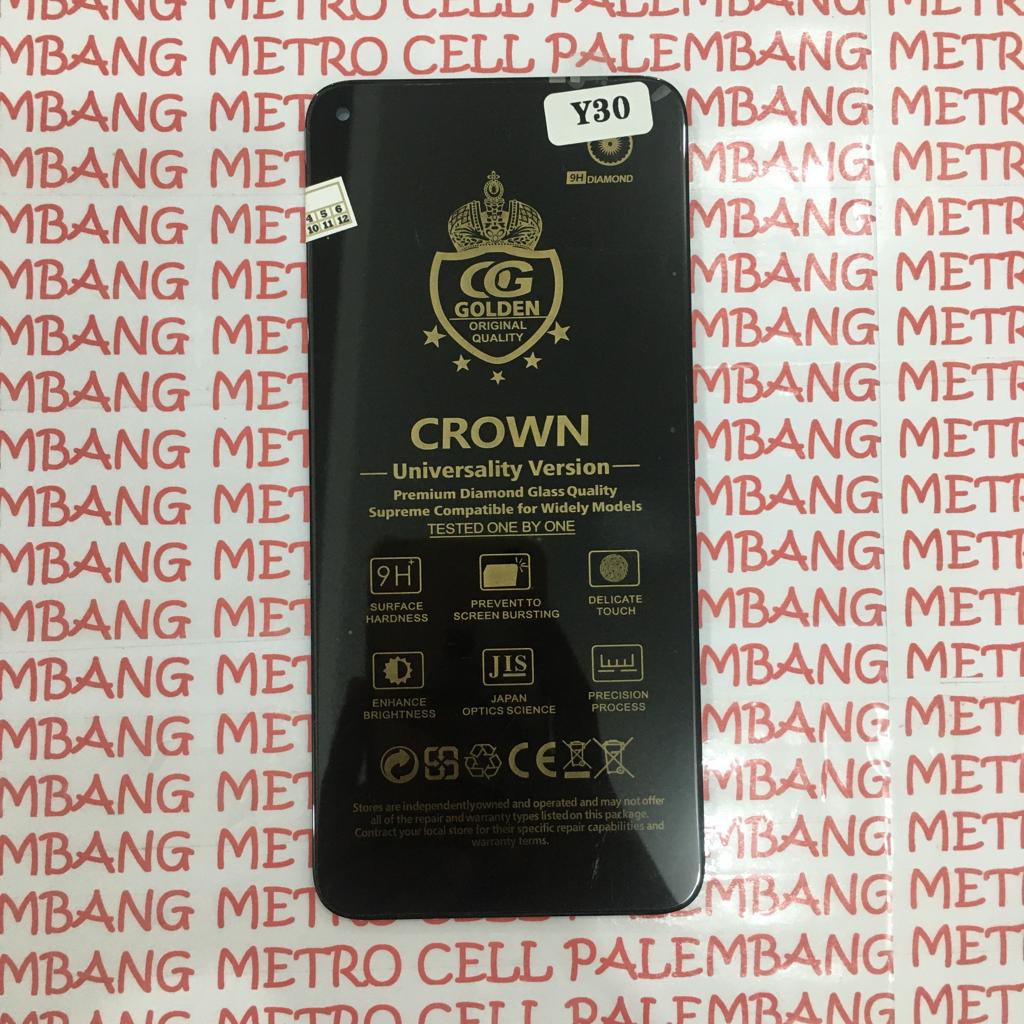 METRO CELL PALEMBANG
Y30
9H DIAMOND
4 5 6
10 11 12
CG
GOLDEN
ORIGINAL
QUALITY
CROWN
Universality Version
Premium Diamond Glass Quality
Supreme Compatible for Widely Models
TESTED ONE BY ONE
9H+
SURFACE
HARDNESS
PREVENT TO
SCREEN BURSTING
DELICATE
TOUCH
ENHANCE
BRIGHTNESS
JIS
JAPAN
OPTICS SCIENCE
PRECISION
PROCESS
CE
Stores are independently owned and operated and may not offer
all of the repair and warranty types listed on this package.
Contract your local store for their specific repair capabilities and
warranty terms.
METRO CELL PALEMBANG